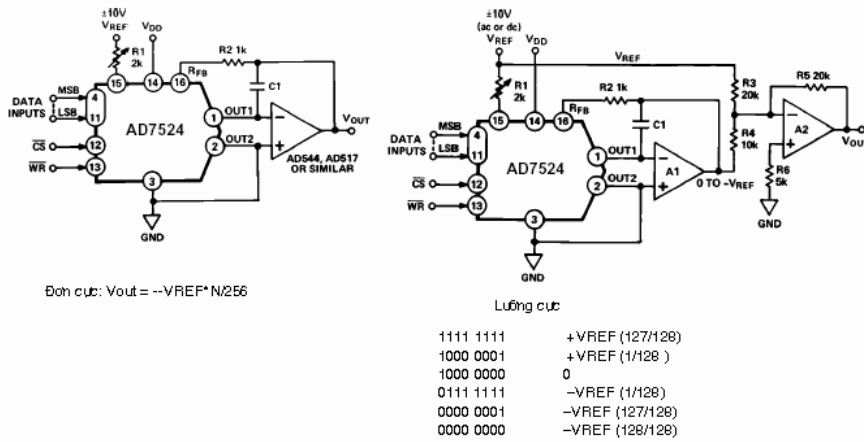 ±10V
VREF
R1
2k
VDD
R2 1k
RFB
C1
15
14
16
DATA
INPUTS
MSB
LSB
4
11
AD7524
1
OUT1
2
OUT2
VOUT
AD544, AD517
OR SIMILAR
CS
12
WR
13
3
GND
Đơn cực: Vout = --VREF* N/256
±10V
(ac or dc)
VREF
VDD
VREF
R1
2k
R3
20k
R5 20k
R2 1k
RFB
C1
15
14
16
R4
10k
A2
VOUT
DATA
INPUTS
MSB
LSB
4
11
AD7524
1
OUT1
2
OUT2
A1
0 TO –VREF
R6
5k
GND
CS
12
WR
13
3
GND
Lưỡng cực
1111 1111 +VREF (127/128)
1000 0001 +VREF (1/128 )
1000 0000 0
0111 1111 –VREF (1/128)
0000 0001 –VREF (127/128)
0000 0000 –VREF (128/128)